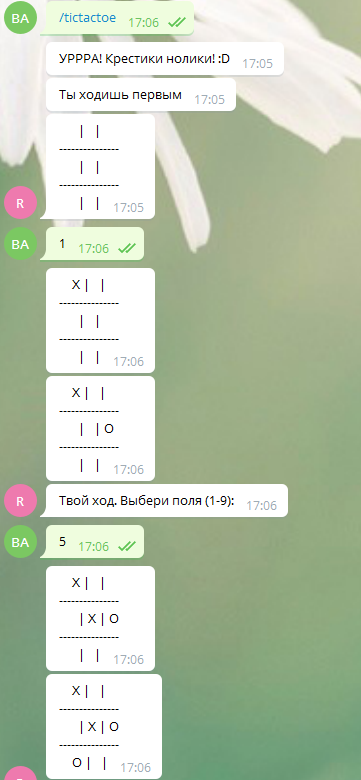 BA
/tictactoe 17:06
УРРРА! Крестики нолики! :D 17:05
Ты ходишь первым 17:05
| |
---------------
| |
---------------
| | 17:05
R
BA
1 17:06
X | |
---------------
| |
---------------
| | 17:06
X | |
---------------
| | O
---------------
| | 17:06
R
Твой ход. Выбери поля (1-9): 17:06
BA
5 17:06
X | |
---------------
| X | O
---------------
| | 17:06
X | |
---------------
| X | O
---------------
O | | 17:06